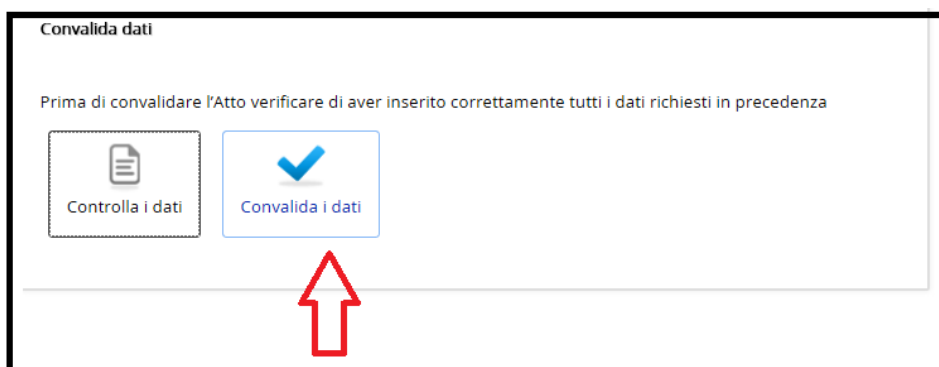 Convalida dati
Prima di convalidare l'Atto verificare di aver inserito correttamente tutti i dati richiesti in precedenza
Controlla i dati
Convalida i dati